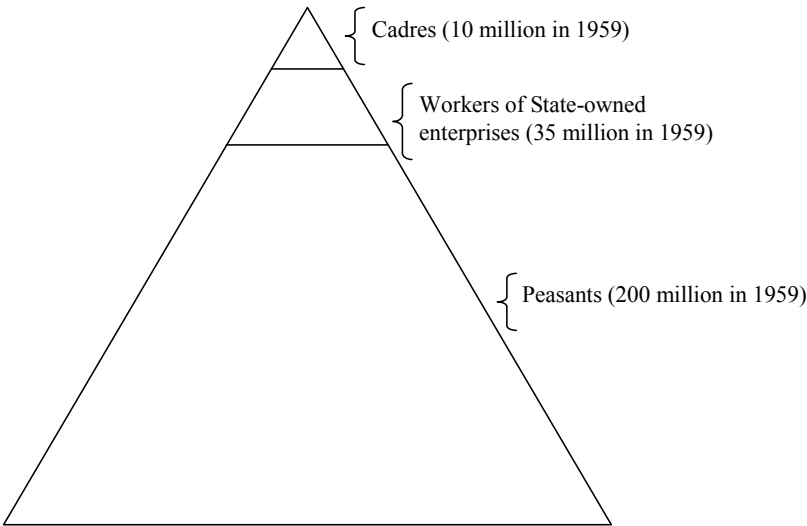 Cadres (10 million in 1959)
Workers of State-owned
enterprises (35 million in 1959)
Peasants (200 million in 1959)